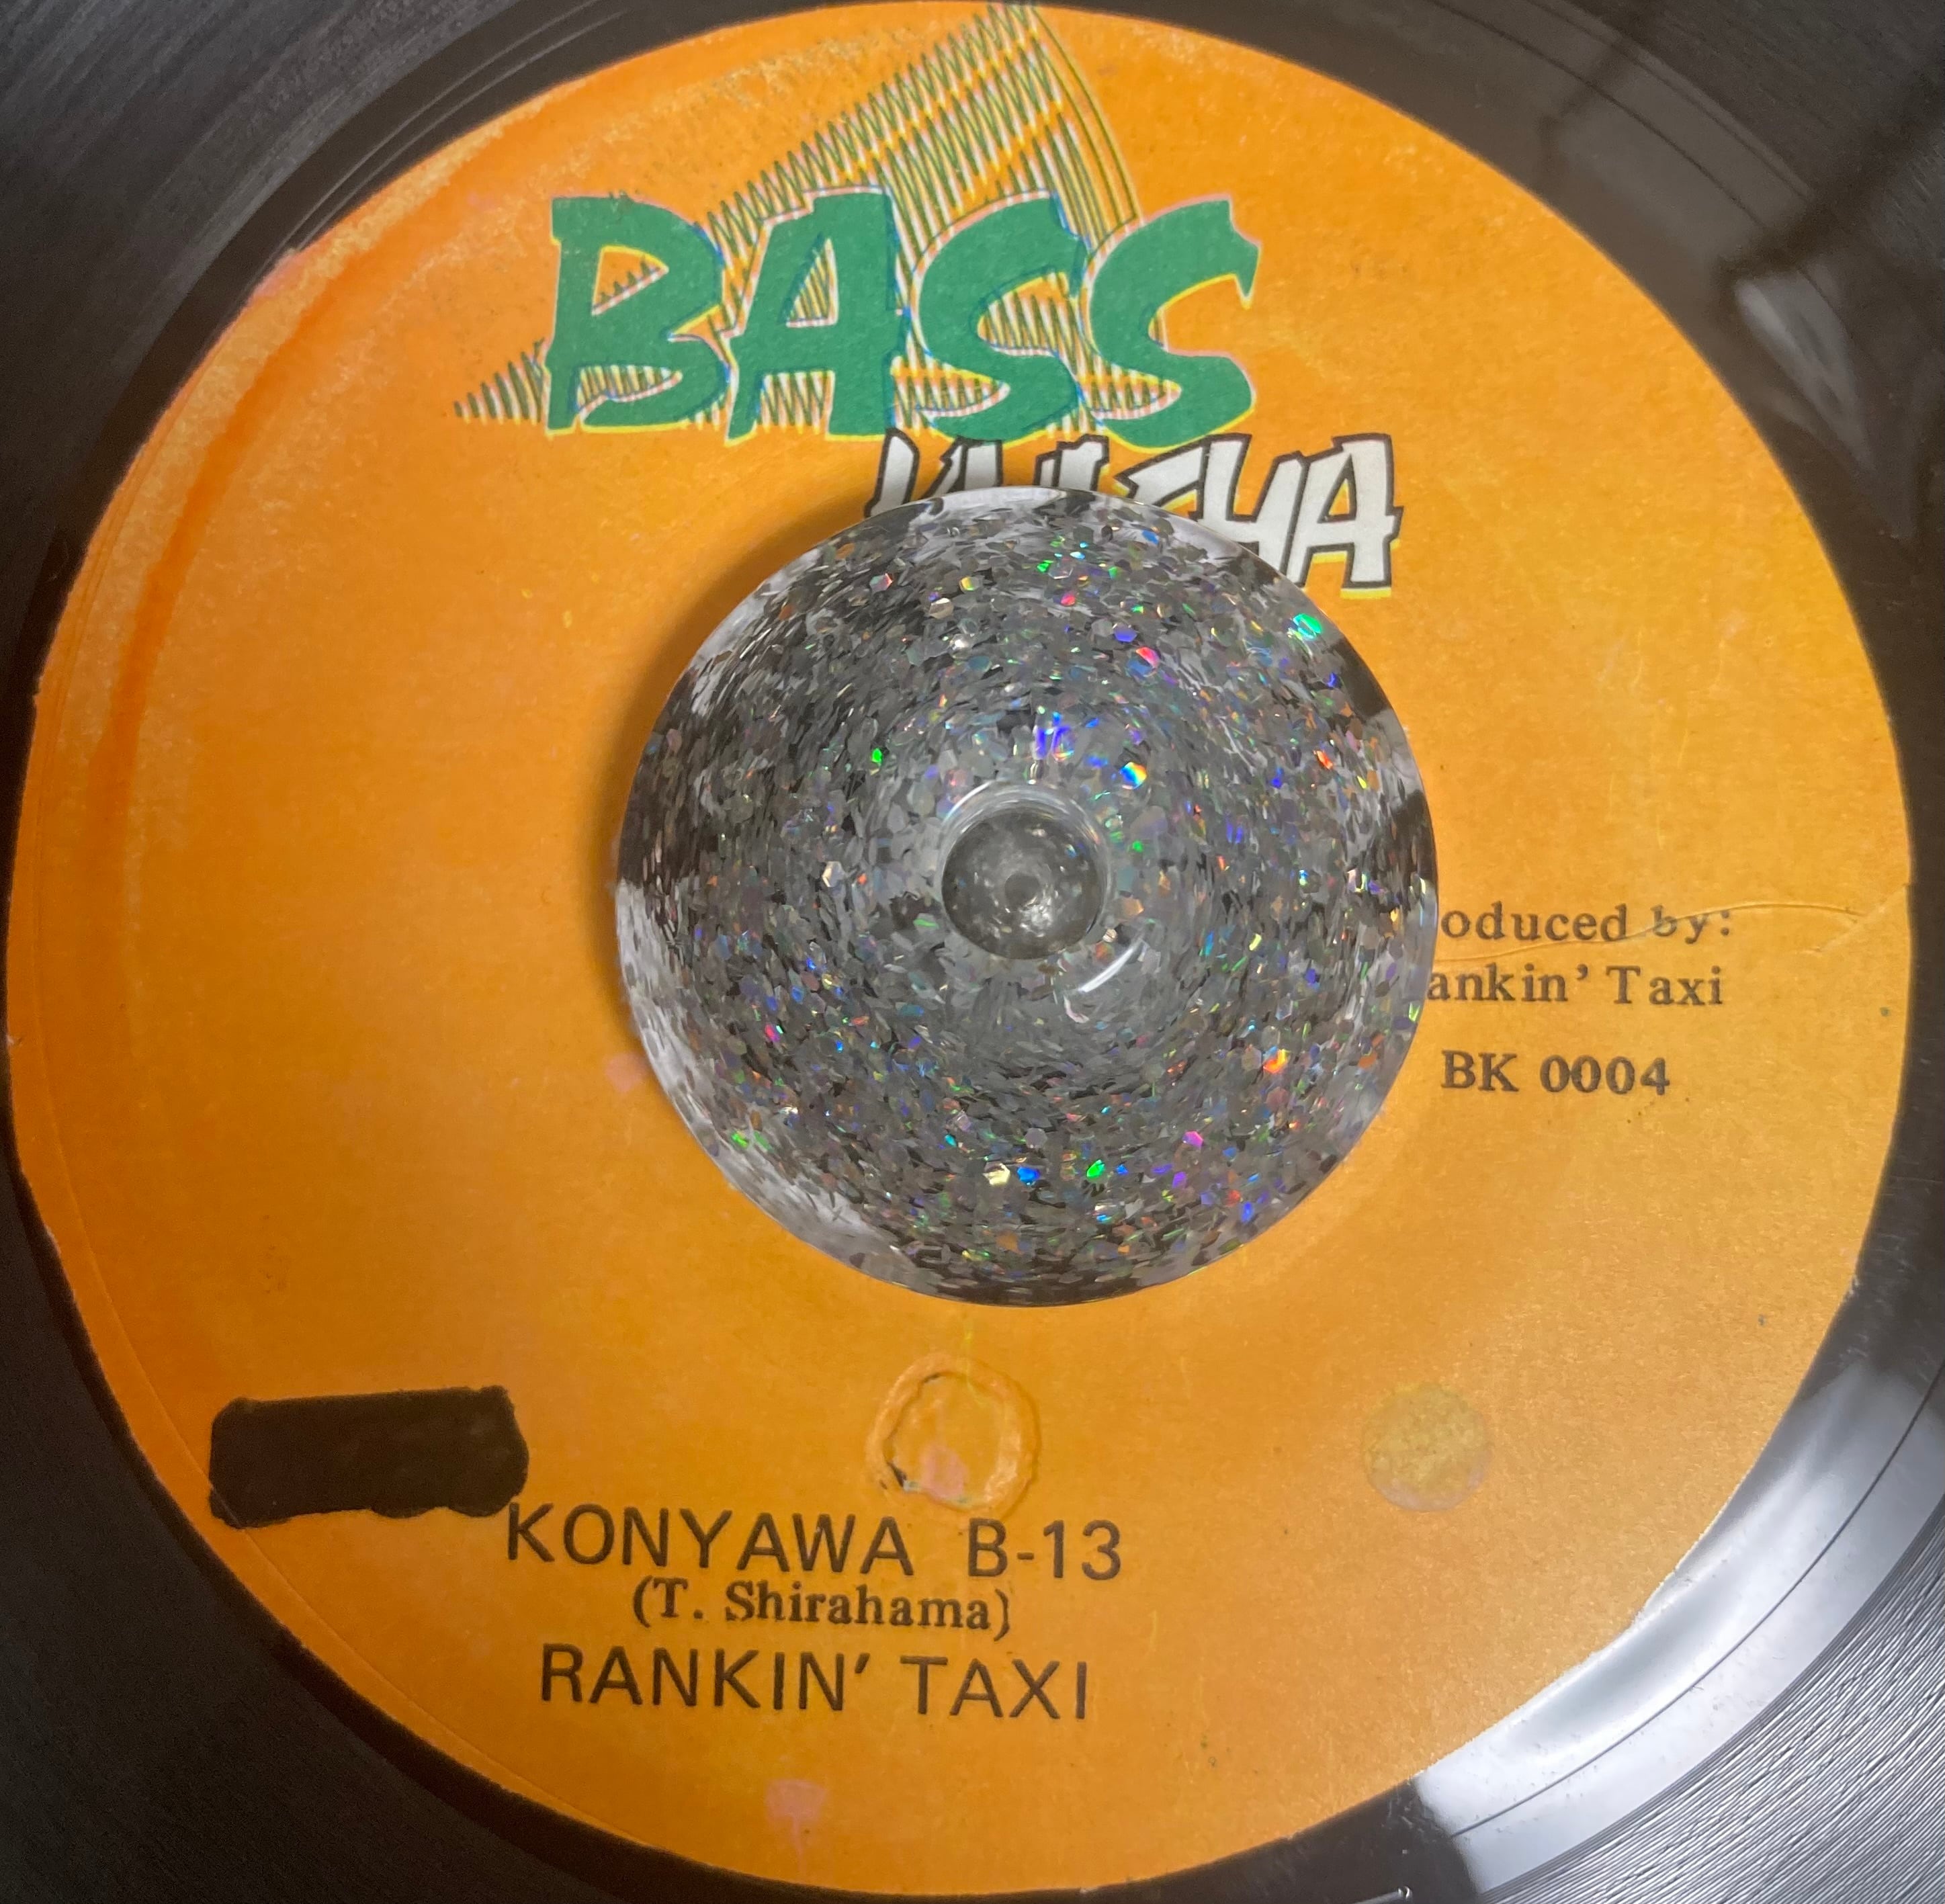 BASS
oduced by:
ankin' Taxi
BK 0004
KONYAWA B-13
(T. Shirahama)
RANKIN' TAXI